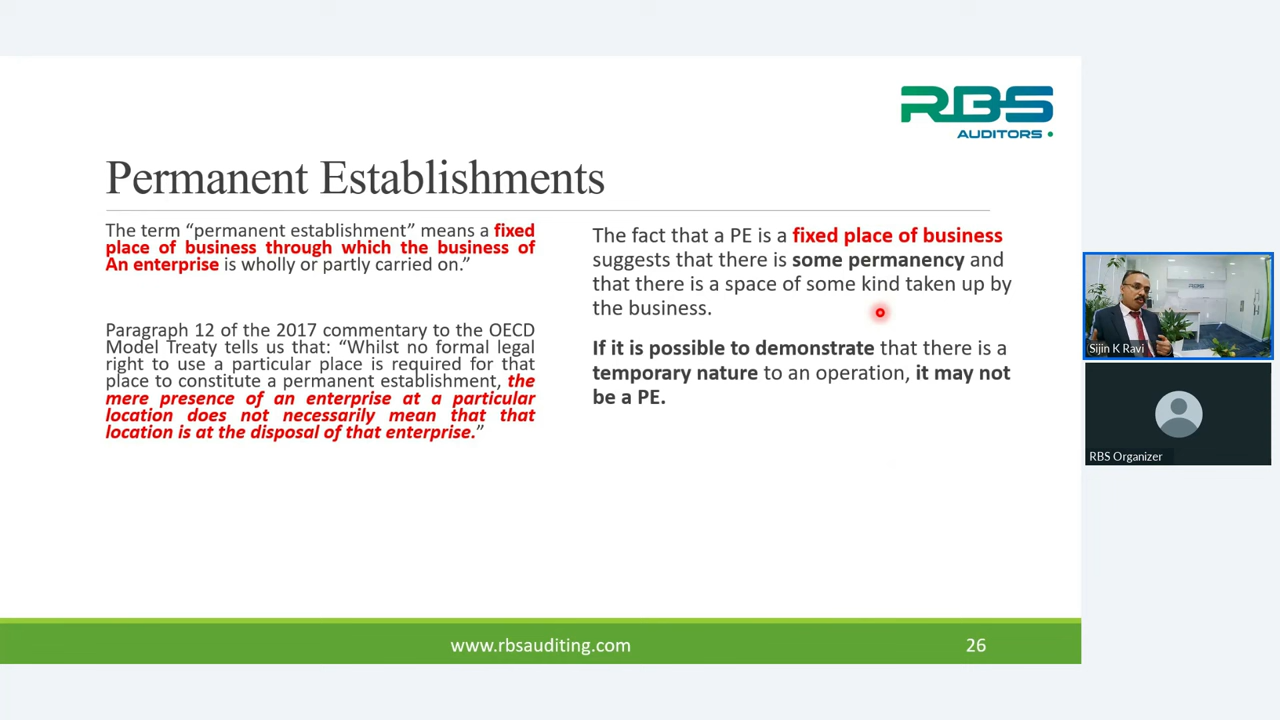 RBS
AUDITORS
Permanent Establishments
The term “permanent establishment” means a fixed
place of business through which the business of
An enterprise is wholly or partly carried on.”
Paragraph 12 of the 2017 commentary to the OECD
Model Treaty tells us that: “Whilst no formal legal
right to use a particular place is required for that
place to constitute a permanent establishment, the
mere presence of an enterprise at a particular
location does not necessarily mean that that
location is at the disposal of that enterprise.”
The fact that a PE is a fixed place of business
suggests that there is some permanency and
that there is a space of some kind taken up by
the business.
If it is possible to demonstrate that there is a
temporary nature to an operation, it may not
be a PE.
www.rbsauditing.com
26
RBS
Sijin K Ravi
RBS Organizer